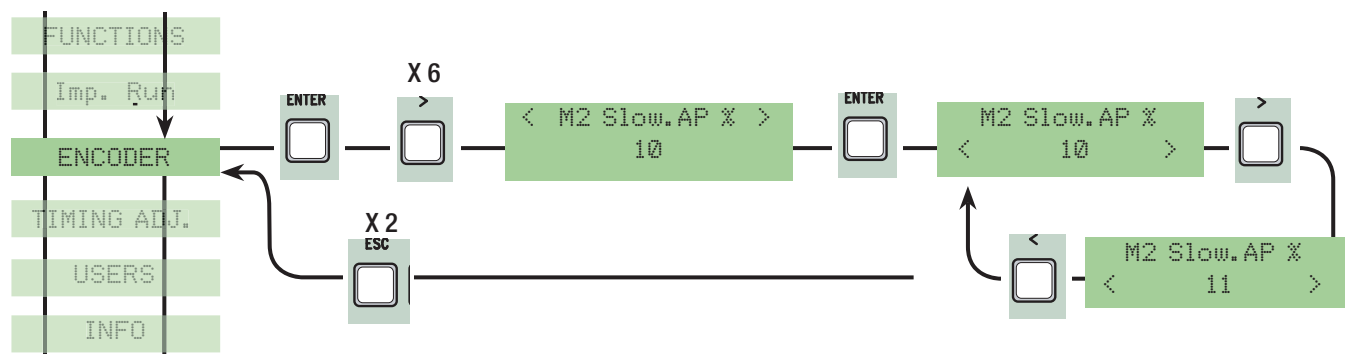 FUNCTIONS
Imp. Run
ENCODER
TIMING ADJ.
USERS
INFO
ENTER
X 6
>
< M2 Slow.AP % >
10
ENTER
M2 Slow.AP %
< 10 >
>
X 2
ESC
<
M2 Slow.AP %
< 11 >